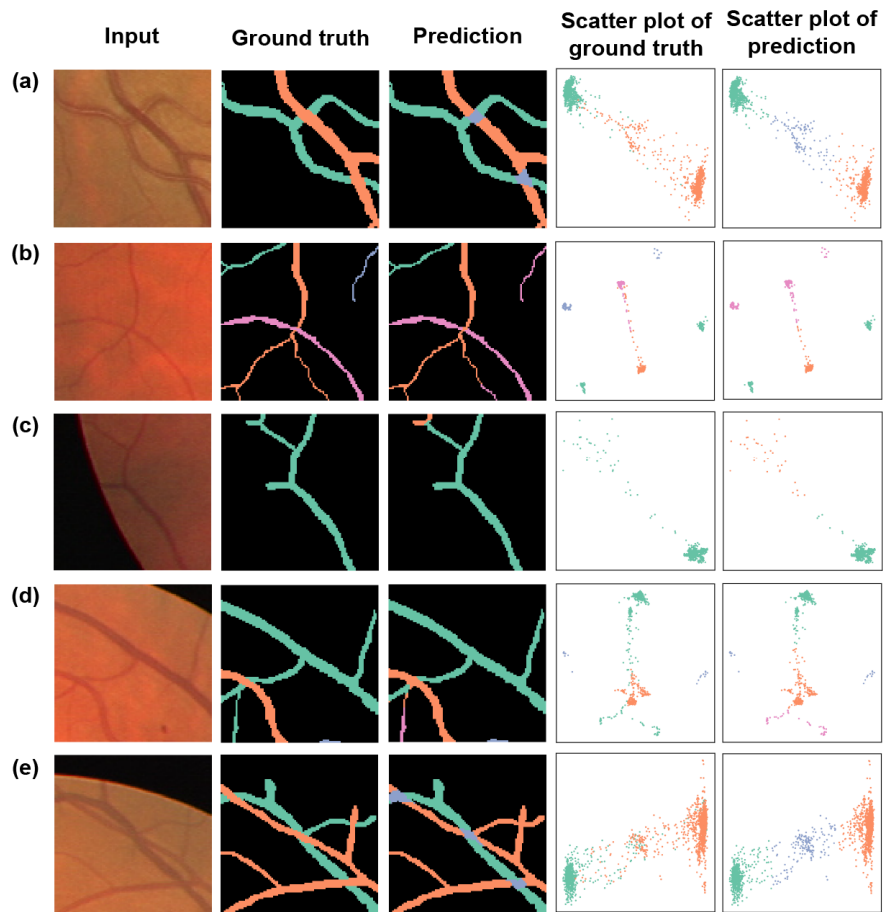 Input
Ground truth
Prediction
Scatter plot of
ground truth
Scatter plot of
prediction
(a)
(b)
(c)
(d)
(e)